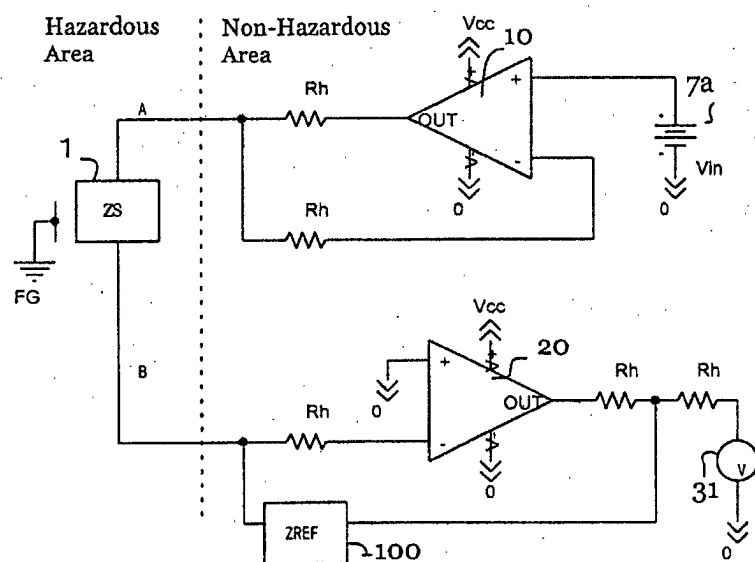 Hazardous Area
Non-Hazardous Area
Vcc
10
7a
A
Rh
OUT
+
-
V+
V-
Vin
0
0
1
ZS
Rh
FG
Vcc
20
B
+
-
V+
V-
OUT
Rh
Rh
Rh
0
0
31
V
0
ZREF
100